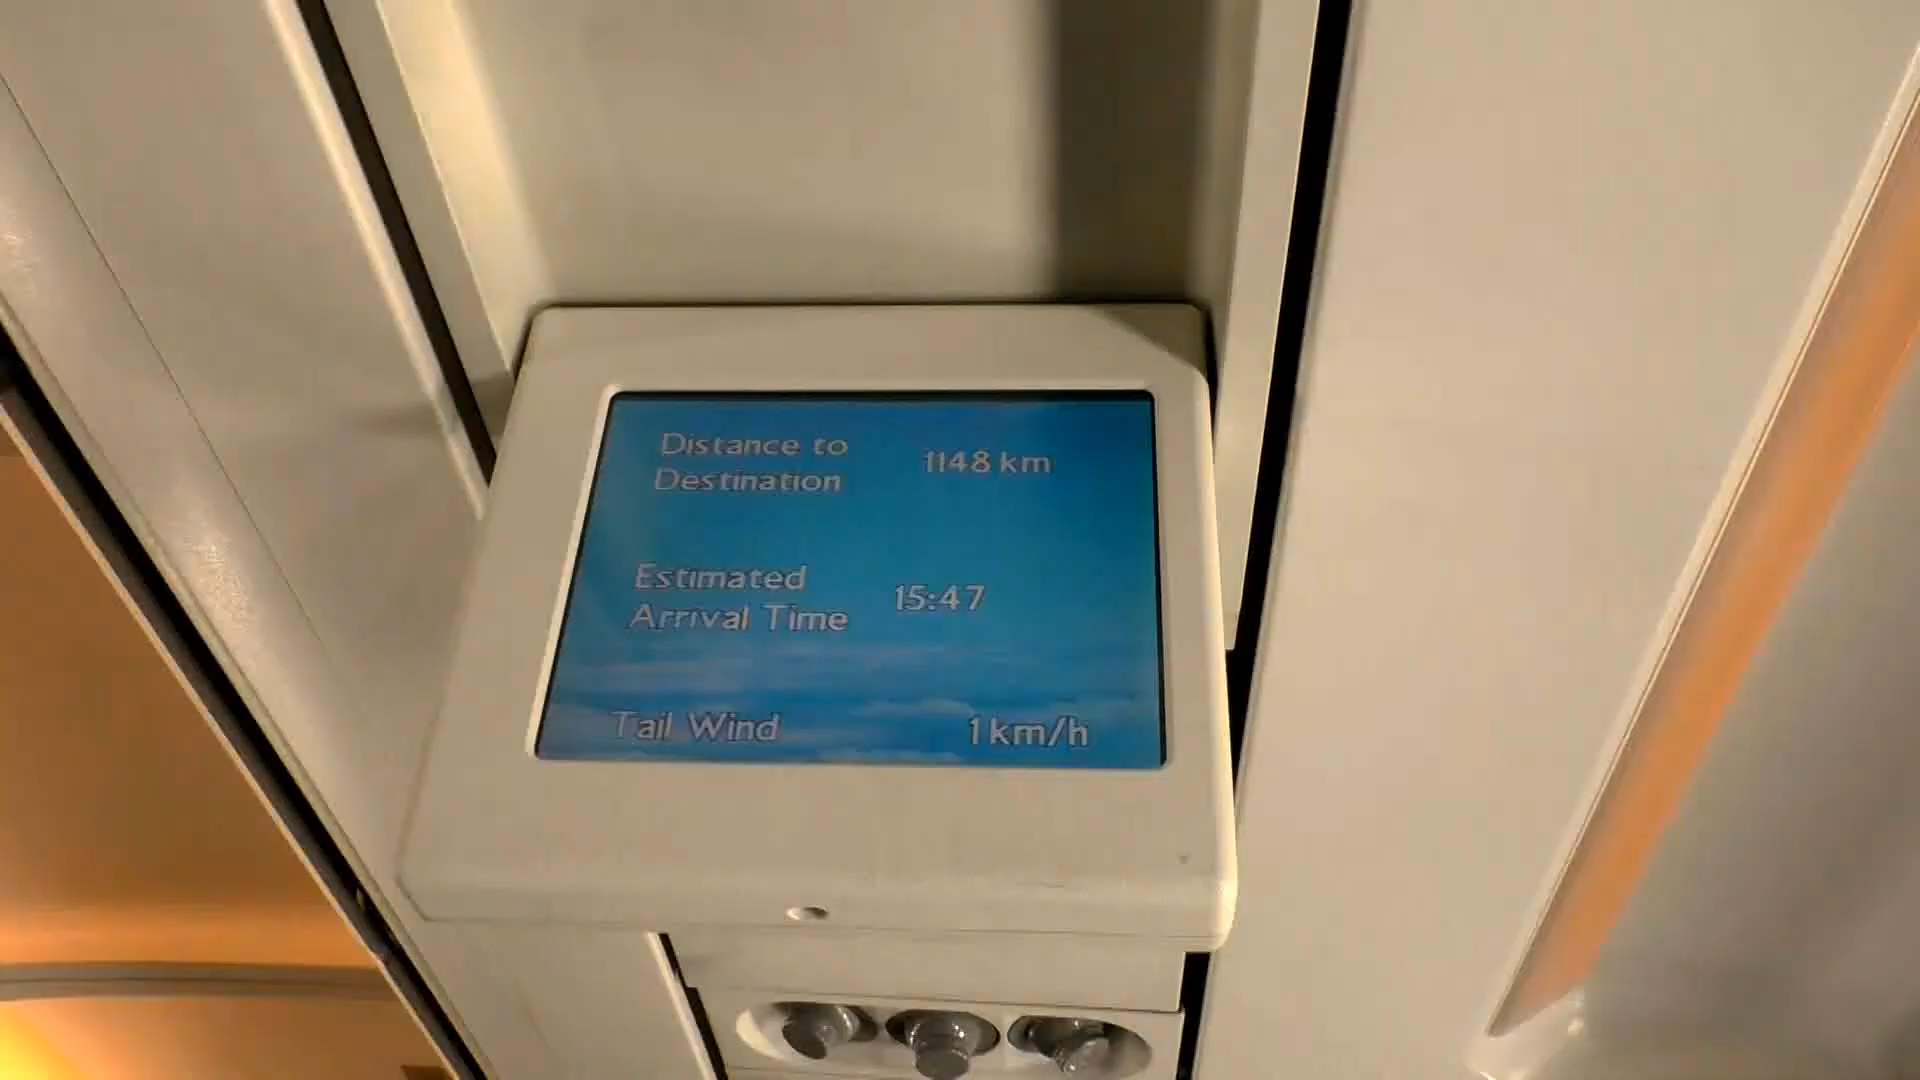 Distance to
Destination
1148 km
Estimated
Arrival Time
15:47
Tail Wind
1 km/h